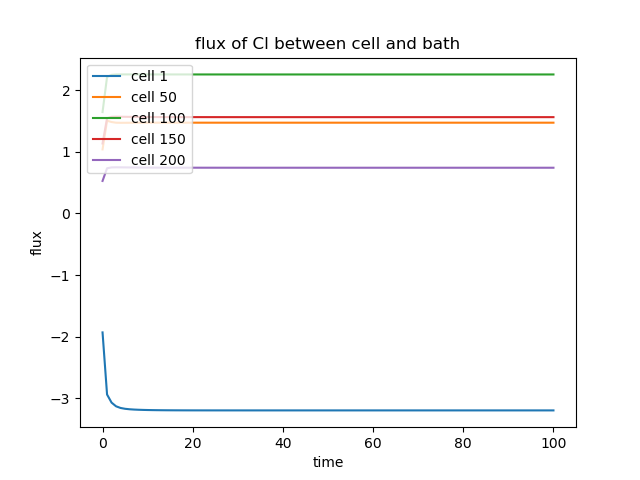 flux of Cl between cell and bath
cell 1
cell 50
cell 100
cell 150
cell 200
2
1
0
−1
−2
−3
flux
0 20 40 60 80 100
time